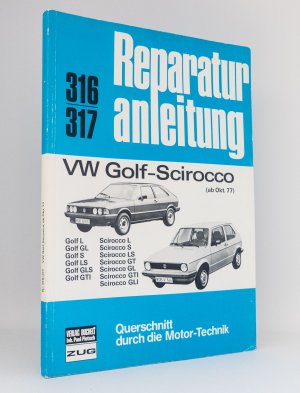 316
317
Reparatur
anleitung
VW Golf-Scirocco
(ab Okt. 77)
Golf L Scirocco L
Golf GL Scirocco S
Golf S Scirocco LS
Golf LS Scirocco GT
Golf GLS Scirocco GL
Golf GTI Scirocco GTI
Scirocco GLI
VERLAG BUCHELI
Inh. Paul Pietsch
ZUG
Querschnitt
durch die Motor-Technik